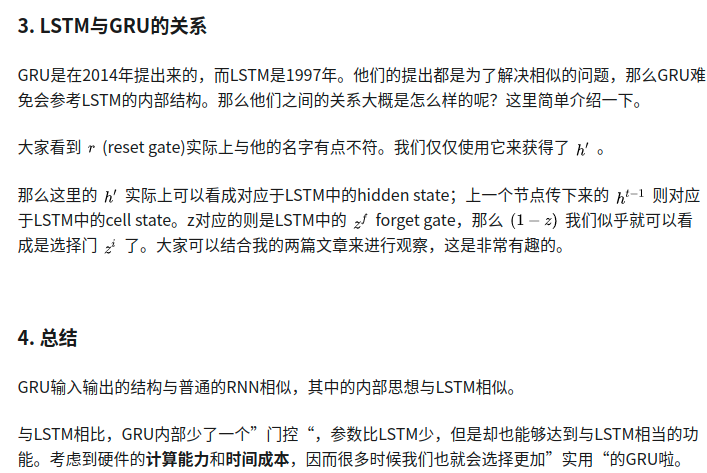 3. LSTM与GRU的关系
GRU是在2014年提出来的，而LSTM是1997年。他们的提出都是为了解决相似的问题，那么GRU难
免会参考LSTM的内部结构。那么他们之间的关系大概是怎么样的呢？这里简单介绍一下。
大家看到 r (reset gate)实际上与他的名字有点不符。我们仅仅使用它来获得了 h′ 。
那么这里的 h′ 实际上可以看成对应于LSTM中的hidden state；上一个节点传下来的 h^{t−1} 则对应
于LSTM中的cell state。z对应的则是LSTM中的 z^f forget gate，那么 (1 − z) 我们似乎就可以看
成是选择门 z^i 了。大家可以结合我的两篇文章来进行观察，这是非常有趣的。
4. 总结
GRU输入输出的结构与普通的RNN相似，其中的内部思想与LSTM相似。
与LSTM相比，GRU内部少了一个”门控“，参数比LSTM少，但是却也能够达到与LSTM相当的功
能。考虑到硬件的计算能力和时间成本，因而很多时候我们也就会选择更加”实用“的GRU啦。